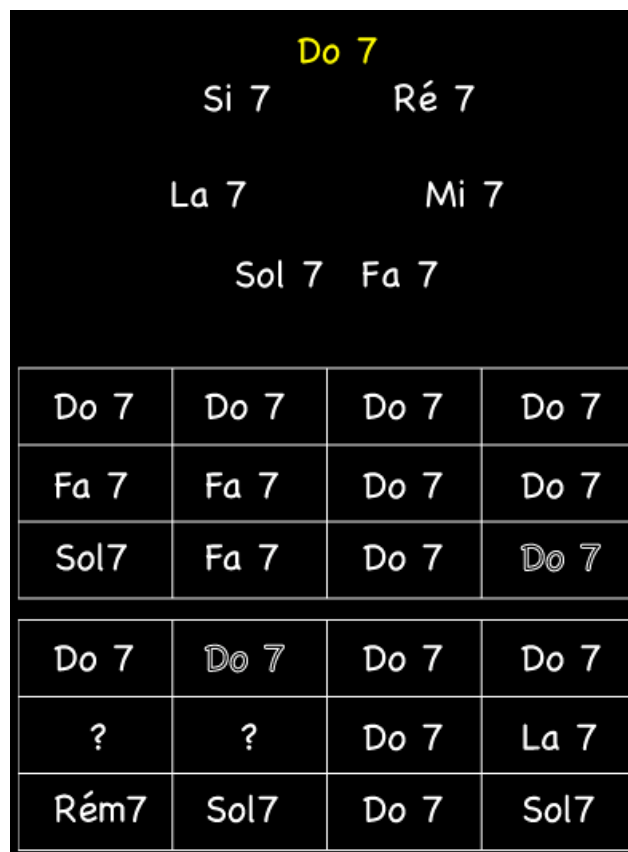 Do 7
Si 7 Ré 7
La 7 Mi 7
Sol 7 Fa 7
Do 7 Do 7 Do 7 Do 7
Fa 7 Fa 7 Do 7 Do 7
Sol7 Fa 7 Do 7 Do 7
Do 7 Do 7 Do 7 Do 7
? ? Do 7 La 7
Rém7 Sol7 Do 7 Sol7